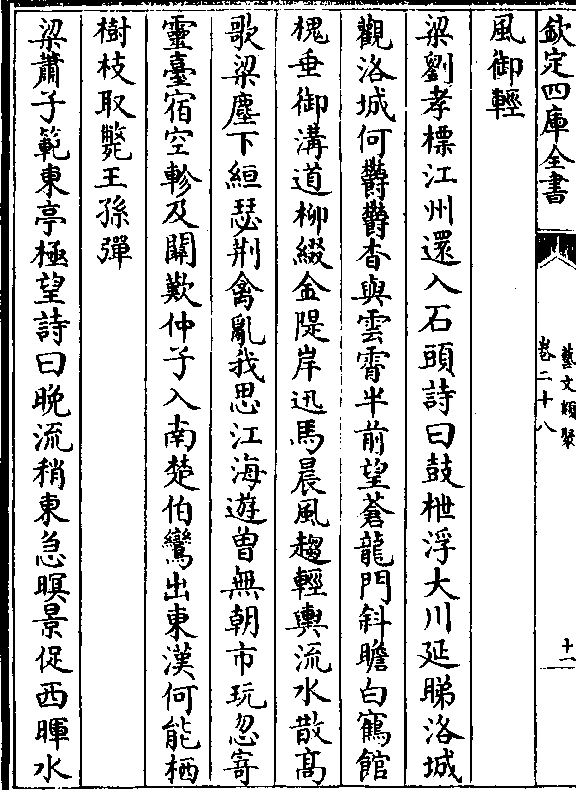 欽定四庫全書
藝文類聚
卷二十八
十一
風御輕
梁劉孝標江州還入石頭詩曰鼓枻浮大川延睇洛城
觀洛城何鬱鬱杳與雲霄半前望蒼龍門斜瞻白鶴館
槐垂御溝道柳綴金隄岸迅馬晨風趨輕輿流水散高
歌梁塵下絙瑟荆禽亂我思江海遊曽無朝市玩忽寄
靈臺宿空軫及關歎仲子入南楚伯鸞出東漢何能栖
樹枝取斃王孫彈
梁蕭子範東亭極望詩曰晚流稍東急暝景促西暉水